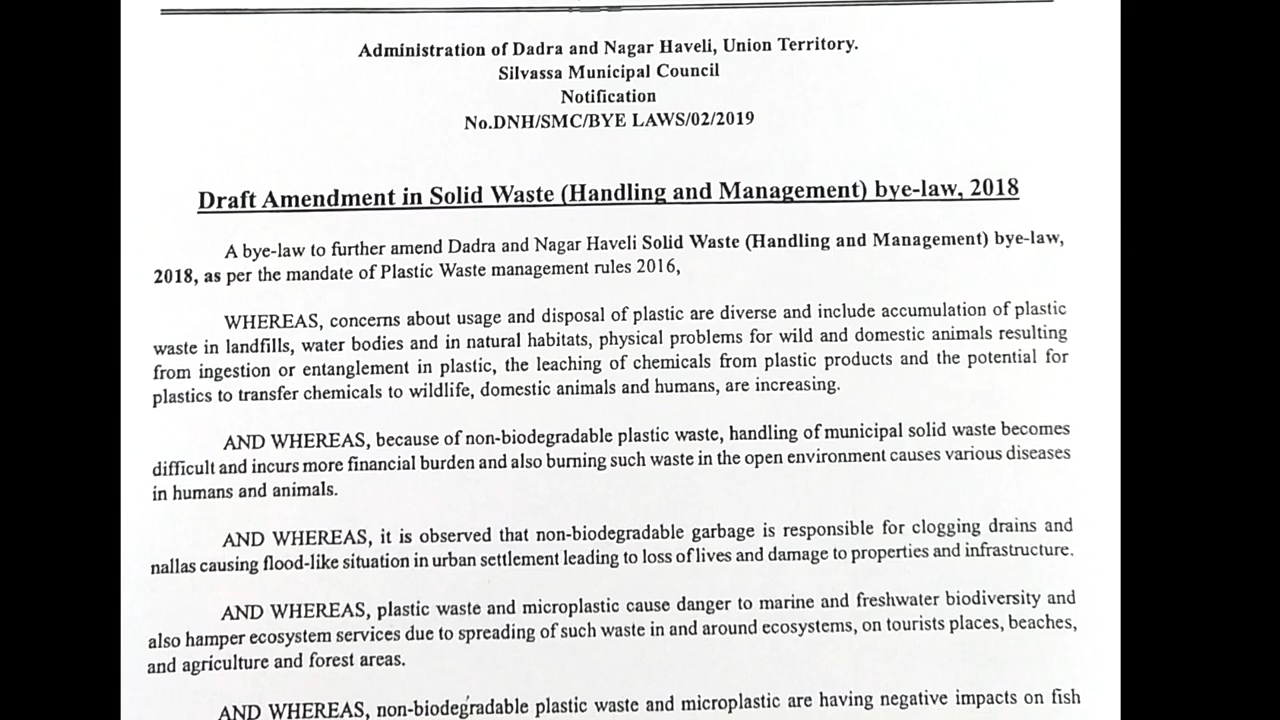 Administration of Dadra and Nagar Haveli, Union Territory.
Silvassa Municipal Council
Notification
No.DNH/SMC/BYE LAWS/02/2019
Draft Amendment in Solid Waste (Handling and Management) bye-law, 2018
A bye-law to further amend Dadra and Nagar Haveli Solid Waste (Handling and Management) bye-law,
2018, as per the mandate of Plastic Waste management rules 2016,
WHEREAS, concerns about usage and disposal of plastic are diverse and include accumulation of plastic
waste in landfills, water bodies and in natural habitats, physical problems for wild and domestic animals resulting
from ingestion or entanglement in plastic, the leaching of chemicals from plastic products and the potential for
plastics to transfer chemicals to wildlife, domestic animals and humans, are increasing.
AND WHEREAS, because of non-biodegradable plastic waste, handling of municipal solid waste becomes
difficult and incurs more financial burden and also burning such waste in the open environment causes various diseases
in humans and animals.
AND WHEREAS, it is observed that non-biodegradable garbage is responsible for clogging drains and
nallas causing flood-like situation in urban settlement leading to loss of lives and damage to properties and infrastructure.
AND WHEREAS, plastic waste and microplastic cause danger to marine and freshwater biodiversity and
also hamper ecosystem services due to spreading of such waste in and around ecosystems, on tourists places, beaches,
and agriculture and forest areas.
AND WHEREAS, non-biodegradable plastic waste and microplastic are having negative impacts on fish